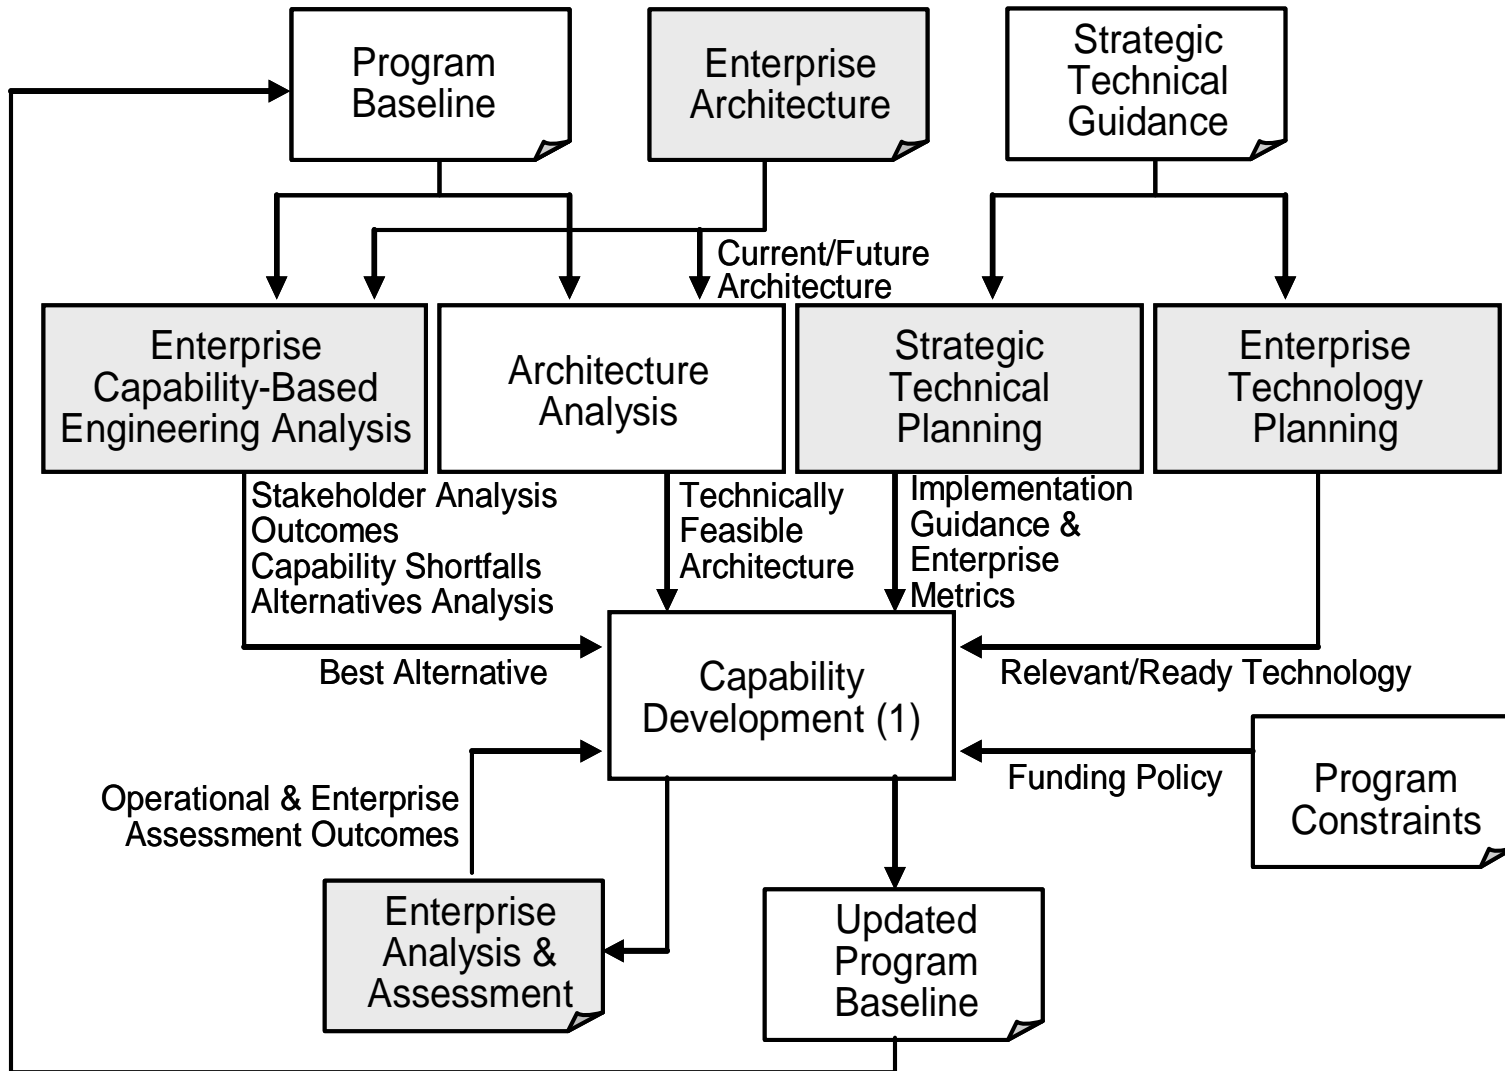 Program
Baseline
Enterprise
Architecture
Strategic
Technical
Guidance
Current/Future
Architecture
Enterprise
Capability-Based
Engineering Analysis
Architecture
Analysis
Strategic
Technical
Planning
Enterprise
Technology
Planning
Stakeholder Analysis
Outcomes
Capability Shortfalls
Alternatives Analysis
Technically
Feasible
Architecture
Implementation
Guidance &
Enterprise
Metrics
Best Alternative
Capability
Development (1)
Relevant/Ready Technology
Operational & Enterprise
Assessment Outcomes
Funding Policy
Program
Constraints
Enterprise
Analysis &
Assessment
Updated
Program
Baseline